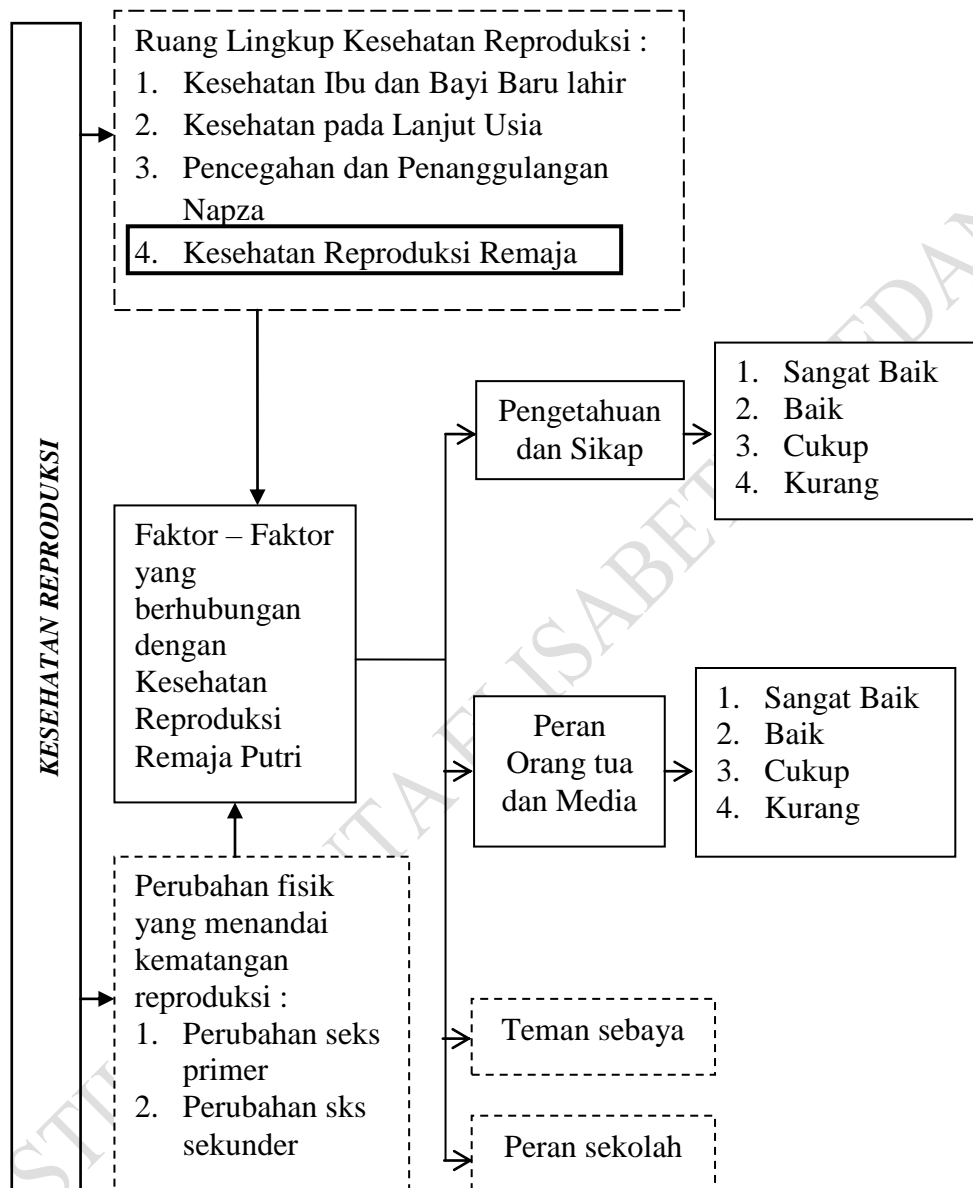 KESEHATAN REPRODUKSI
Ruang Lingkup Kesehatan Reproduksi :
1. Kesehatan Ibu dan Bayi Baru lahir
2. Kesehatan pada Lanjut Usia
3. Pencegahan dan Penanggulangan
Napza
4. Kesehatan Reproduksi Remaja
Faktor – Faktor
yang
berhubungan
dengan
Kesehatan
Reproduksi
Remaja Putri
Perubahan fisik
yang menandai
kematangan
reproduksi :
1. Perubahan seks
primer
2. Perubahan sks
sekunder
Pengetahuan
dan Sikap
1. Sangat Baik
2. Baik
3. Cukup
4. Kurang
Peran
Orang tua
dan Media
1. Sangat Baik
2. Baik
3. Cukup
4. Kurang
Teman sebaya
Peran sekolah